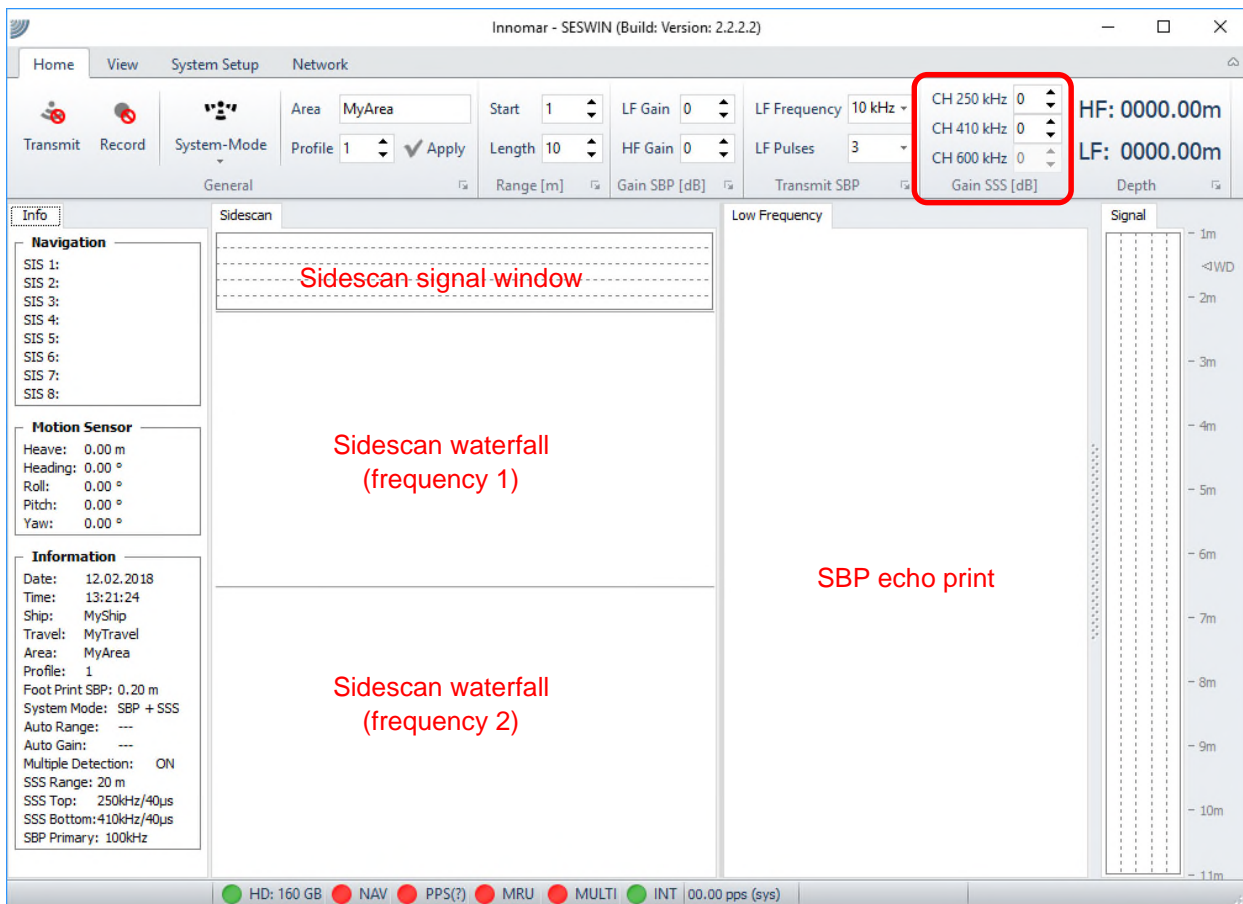 Innomar - SESWIN (Build: Version: 2.2.2.2)
Home View System Setup Network
Transmit Record System-Mode
Area MyArea
Profile 1 Apply
General
Start 1
Length 10
Range [m]
LF Gain 0
HF Gain 0
Gain SBP [dB]
LF Frequency 10 kHz
LF Pulses 3
Transmit SBP
CH 250 kHz 0
CH 410 kHz 0
CH 600 kHz 0
Gain SSS [dB]
HF: 0000.00m
LF: 0000.00m
Depth
Info
Navigation
SIS 1:
SIS 2:
SIS 3:
SIS 4:
SIS 5:
SIS 6:
SIS 7:
SIS 8:
Motion Sensor
Heave: 0.00 m
Heading: 0.00 °
Roll: 0.00 °
Pitch: 0.00 °
Yaw: 0.00 °
Information
Date: 12.02.2018
Time: 13:21:24
Ship: MyShip
Travel: MyTravel
Area: MyArea
Profile: 1
Foot Print SBP: 0.20 m
System Mode: SBP + SSS
Auto Range: ---
Auto Gain: ---
Multiple Detection: ON
SSS Range: 20 m
SSS Top: 250kHz/40µs
SSS Bottom:410kHz/40µs
SBP Primary: 100kHz
Sidescan
Sidescan signal window
Sidescan waterfall
(frequency 1)
Sidescan waterfall
(frequency 2)
Low Frequency
SBP echo print
Signal
1m
WD
2m
3m
4m
5m
6m
7m
8m
9m
10m
11m
HD: 160 GB NAV PPS(?) MRU MULTI INT 00.00 pps (sys)